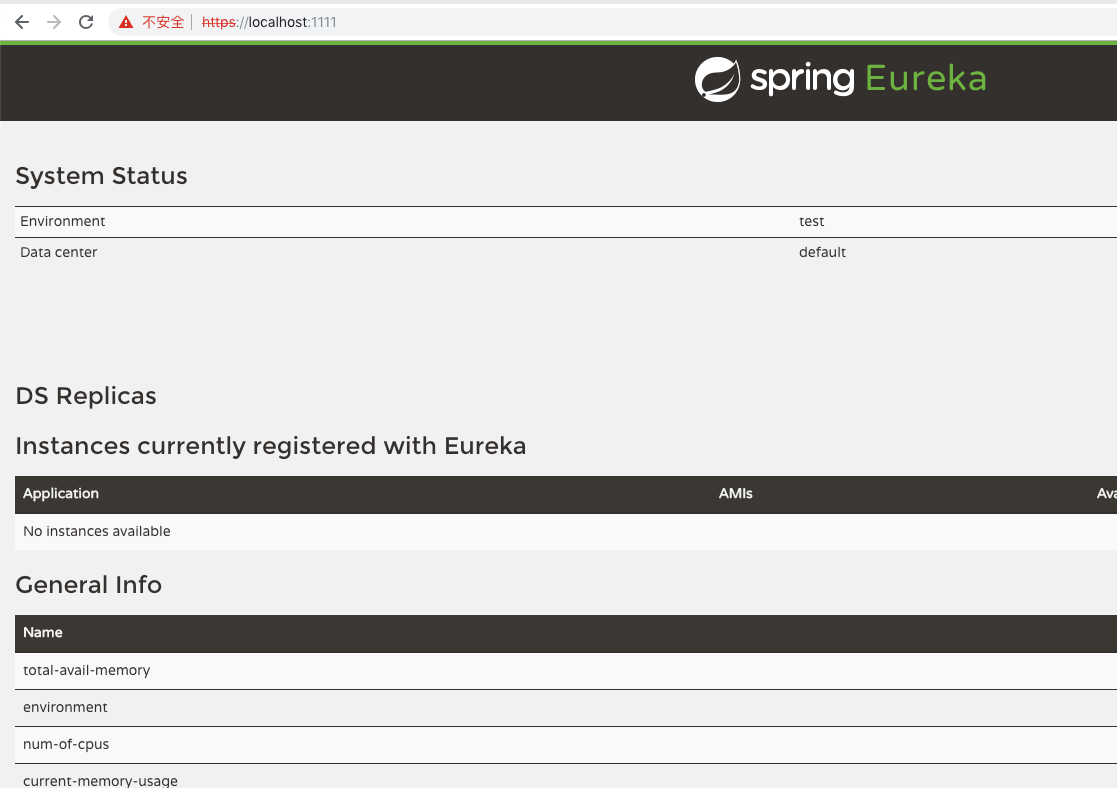 不安全 https://localhost:1111
spring Eureka
System Status
Environment test
Data center default
DS Replicas
Instances currently registered with Eureka
Application AMIs
No instances available
General Info
Name
total-avail-memory
environment
num-of-cpus
current-memory-usage